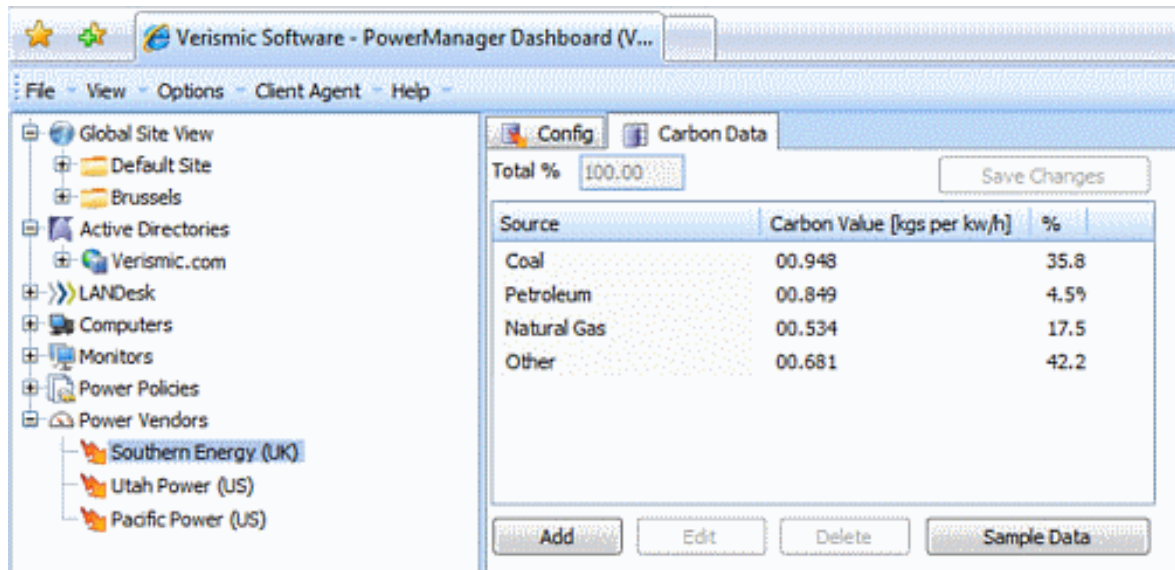 Verismic Software - PowerManager Dashboard (V...
File View Options Client Agent Help
Global Site View
Default Site
Brussels
Active Directories
Verismic.com
LANDesk
Computers
Monitors
Power Policies
Power Vendors
Southern Energy (UK)
Utah Power (US)
Pacific Power (US)
Config Carbon Data
Total % 100.00 Save Changes
Source Carbon Value [kgs per kw/h] %
Coal 00.948 35.8
Petroleum 00.849 4.59
Natural Gas 00.534 17.5
Other 00.681 42.2
Add Edit Delete Sample Data